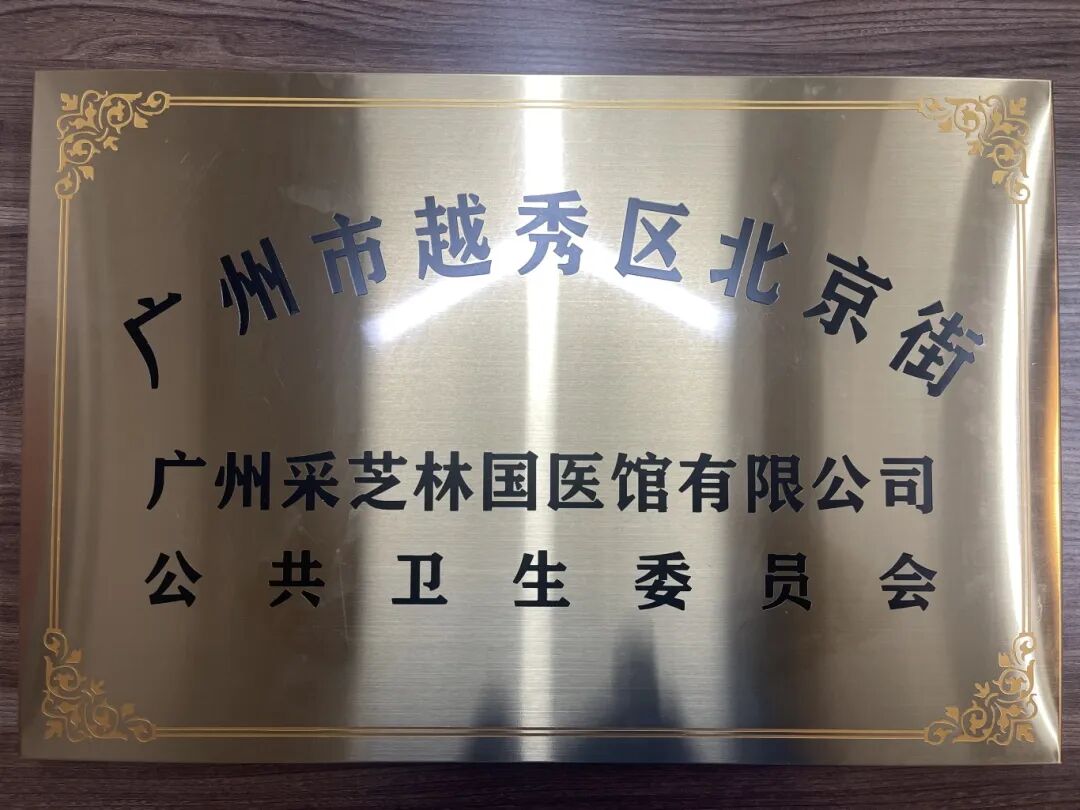 广州市越秀区北京街
广州采芝林国医馆有限公司
公共卫生委员会